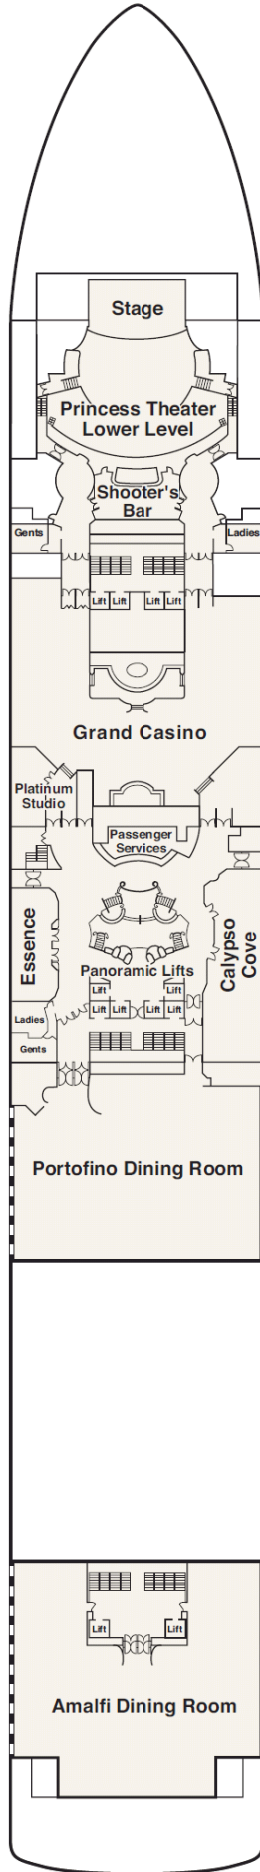 Stage
Princess Theater
Lower Level
Shooter's
Bar
Gents
Ladies
Lift Lift Lift Lift
Grand Casino
Platinum
Studio
Passenger
Services
Essence
Calypso
Cove
Panoramic Lifts
Lift Lift
Lift Lift Lift Lift
Ladies
Gents
Portofino Dining Room
Lift Lift
Amalfi Dining Room